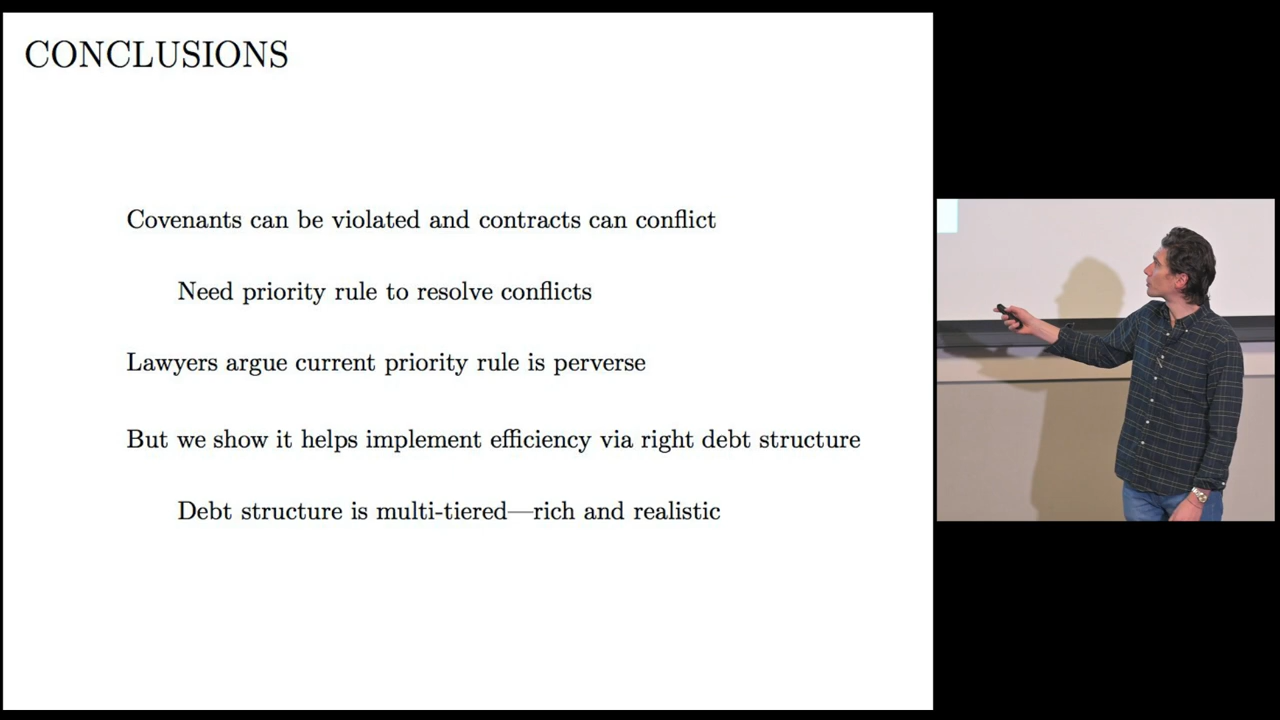 CONCLUSIONS
Covenants can be violated and contracts can conflict
Need priority rule to resolve conflicts
Lawyers argue current priority rule is perverse
But we show it helps implement efficiency via right debt structure
Debt structure is multi-tiered—rich and realistic